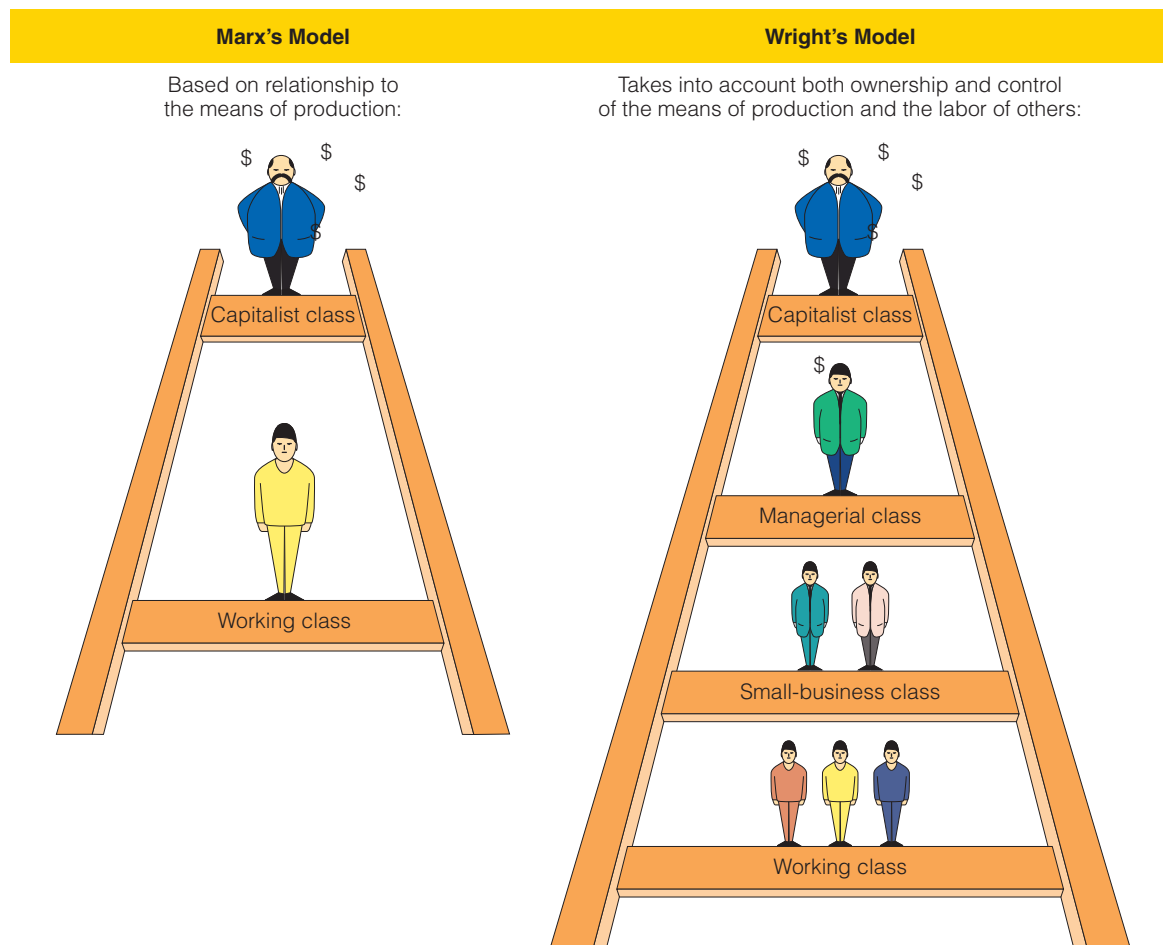 Marx’s Model
Based on relationship to
the means of production:
$
$
$
$
Capitalist class
Working class
Wright’s Model
Takes into account both ownership and control
of the means of production and the labor of others:
$
$
$
$
Capitalist class
$
Managerial class
Small-business class
Working class